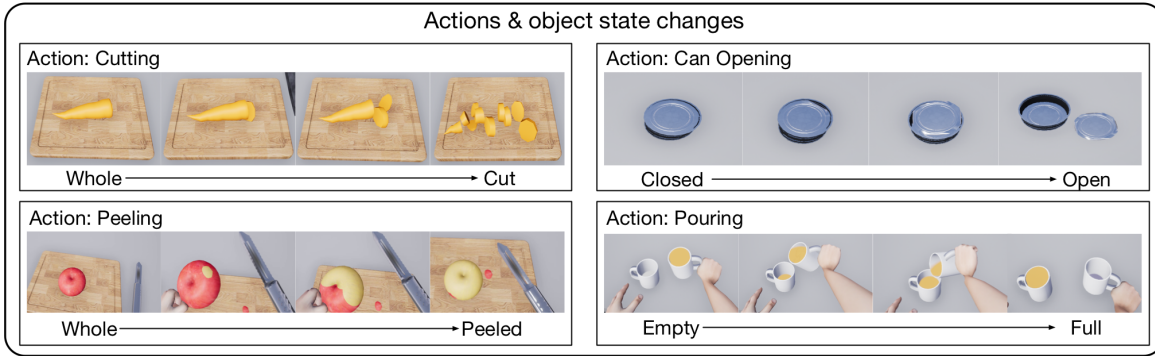 Actions & object state changes
Action: Cutting
Whole
Cut
Action: Can Opening
Closed
Open
Action: Peeling
Whole
Peeled
Action: Pouring
Empty
Full